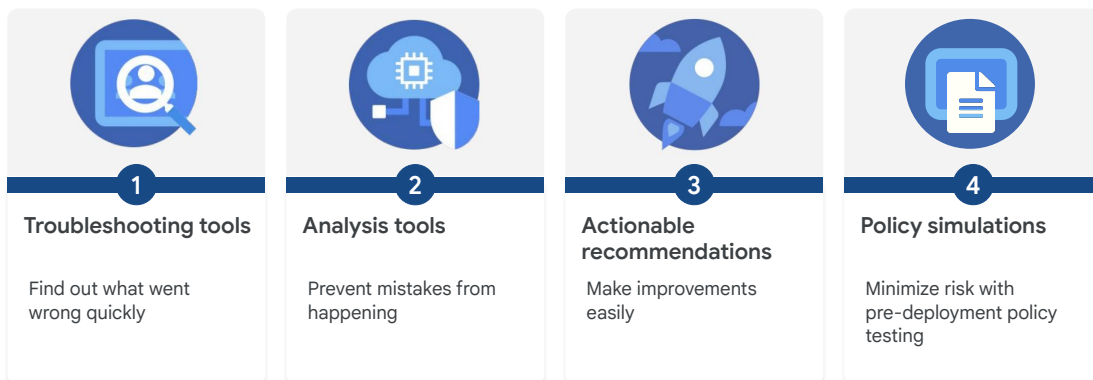 1
Troubleshooting tools
Find out what went
wrong quickly
2
Analysis tools
Prevent mistakes from
happening
3
Actionable
recommendations
Make improvements
easily
4
Policy simulations
Minimize risk with
pre-deployment policy
testing